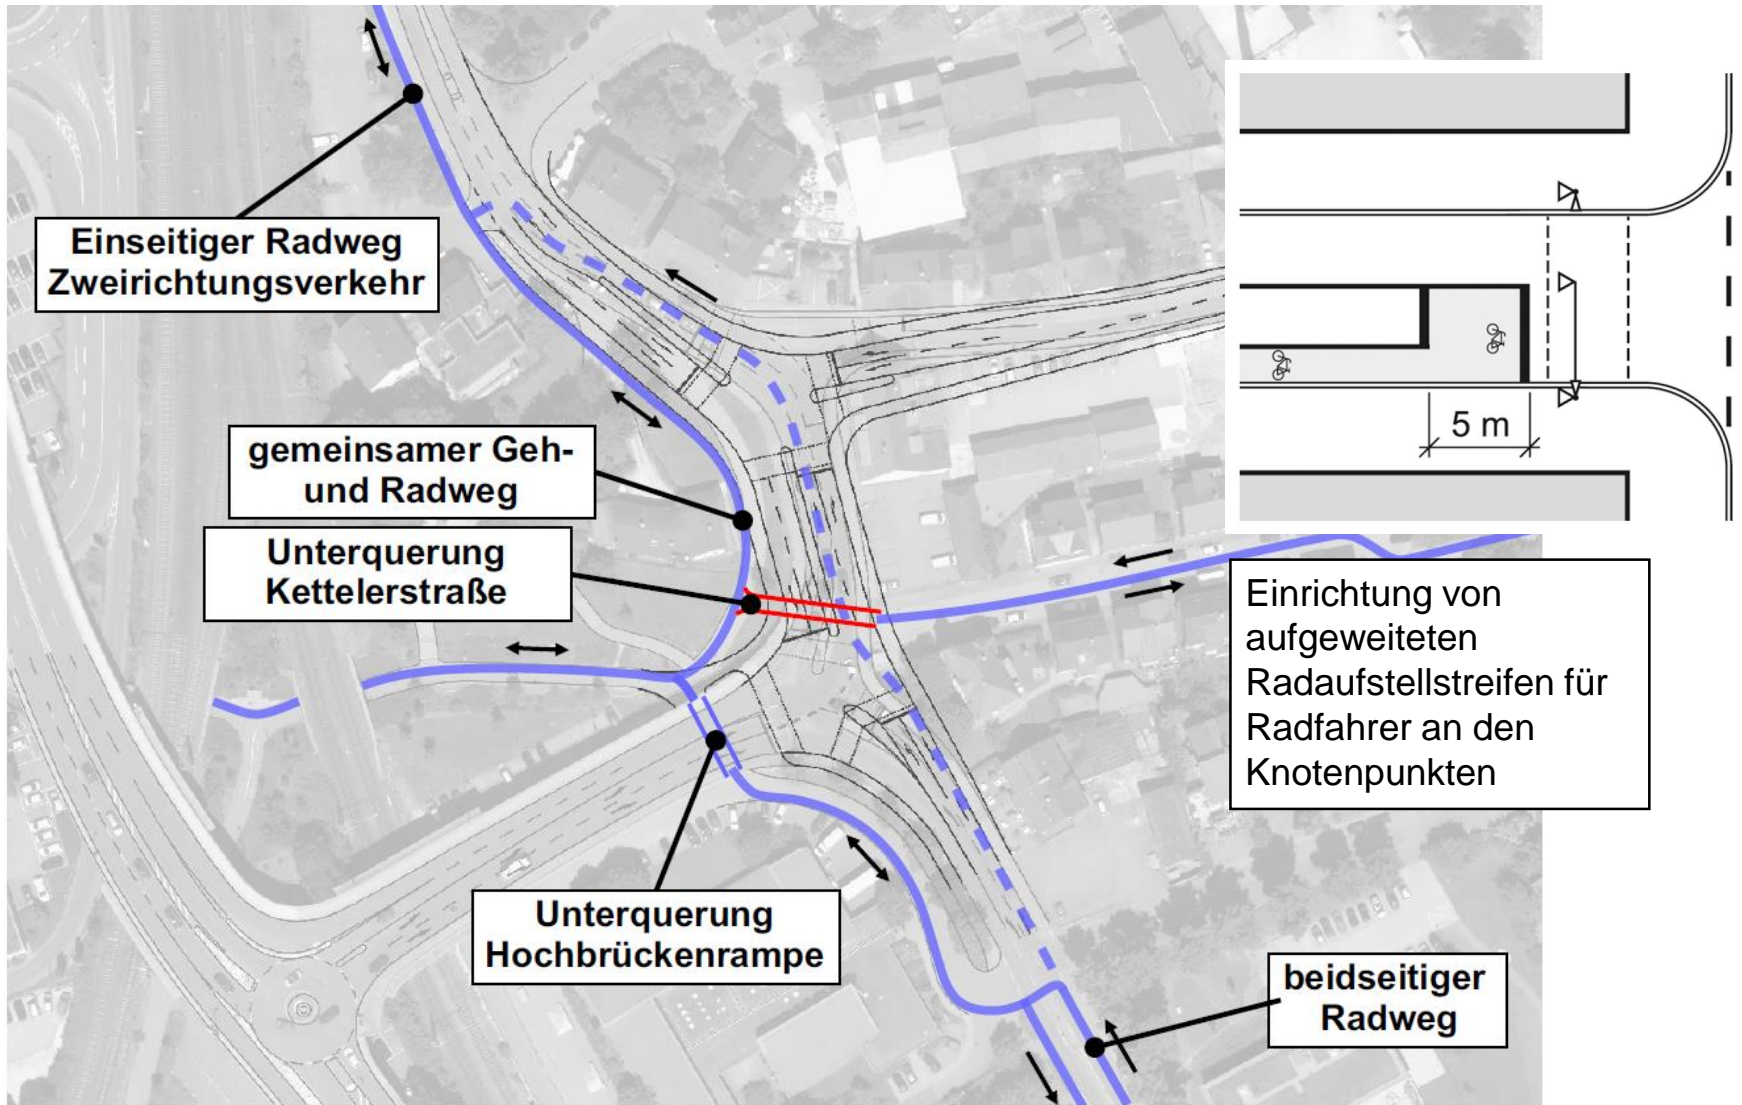 Einseitiger Radweg
Zweirichtungsverkehr
gemeinsamer Geh-
und Radweg
Unterquerung
Kettelerstraße
Unterquerung
Hochbrückenrampe
beidseitiger
Radweg
5 m
Einrichtung von
aufgeweiteten
Radaufstellstreifen für
Radfahrer an den
Knotenpunkten